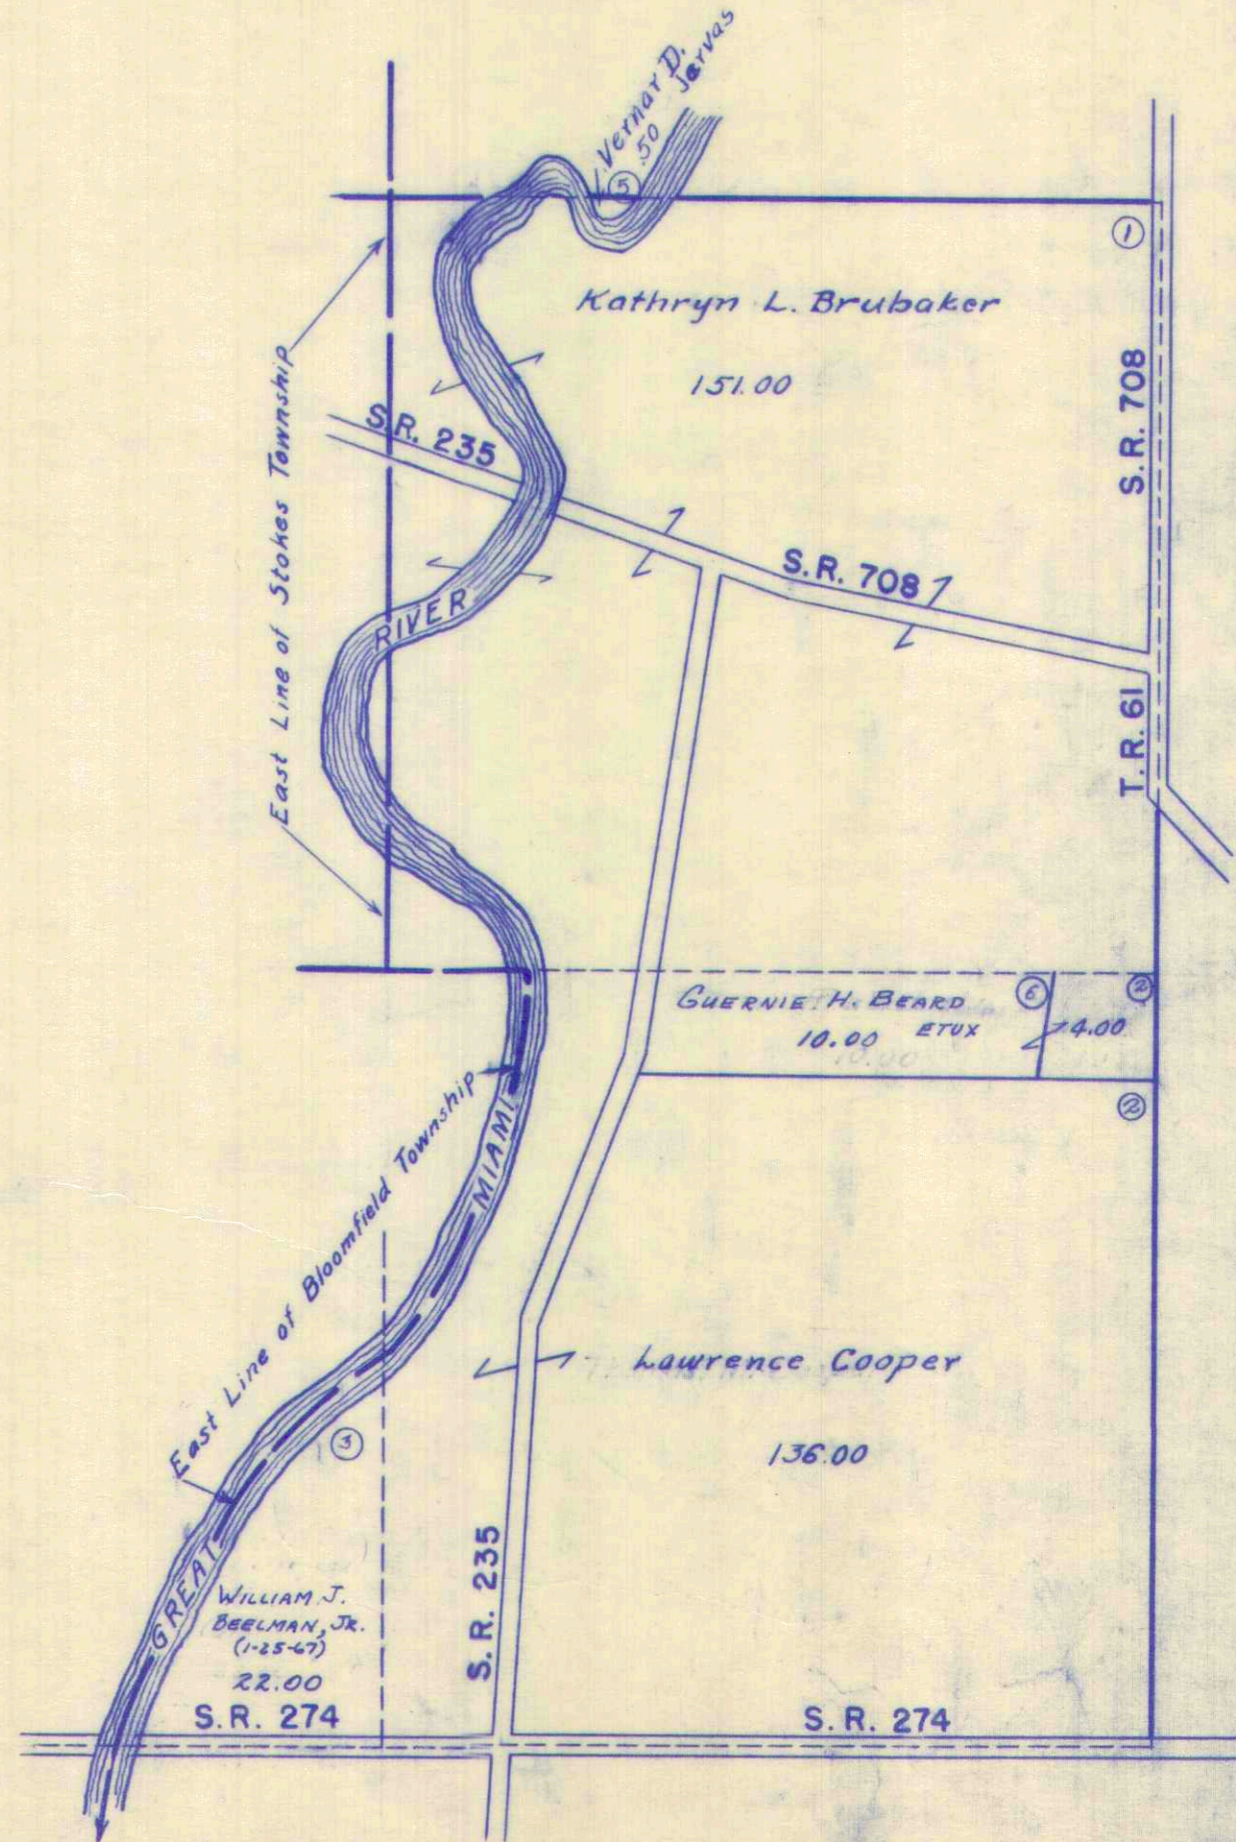 Vernar D.
Jarvas
.50
5
1
Kathryn L. Brubaker
151.00
S.R. 708
S.R. 235
East Line of Stokes Township
S.R. 708
RIVER
T.R. 61
GUERNIE H. BEARD
10.00 ETUX
6
2
4.00
2
East Line of Bloomfield Township
MIAMI
Lawrence Cooper
136.00
3
S.R. 235
GREAT
WILLIAM J.
BEELMAN, JR.
(1-25-67)
22.00
S.R. 274
S.R. 274